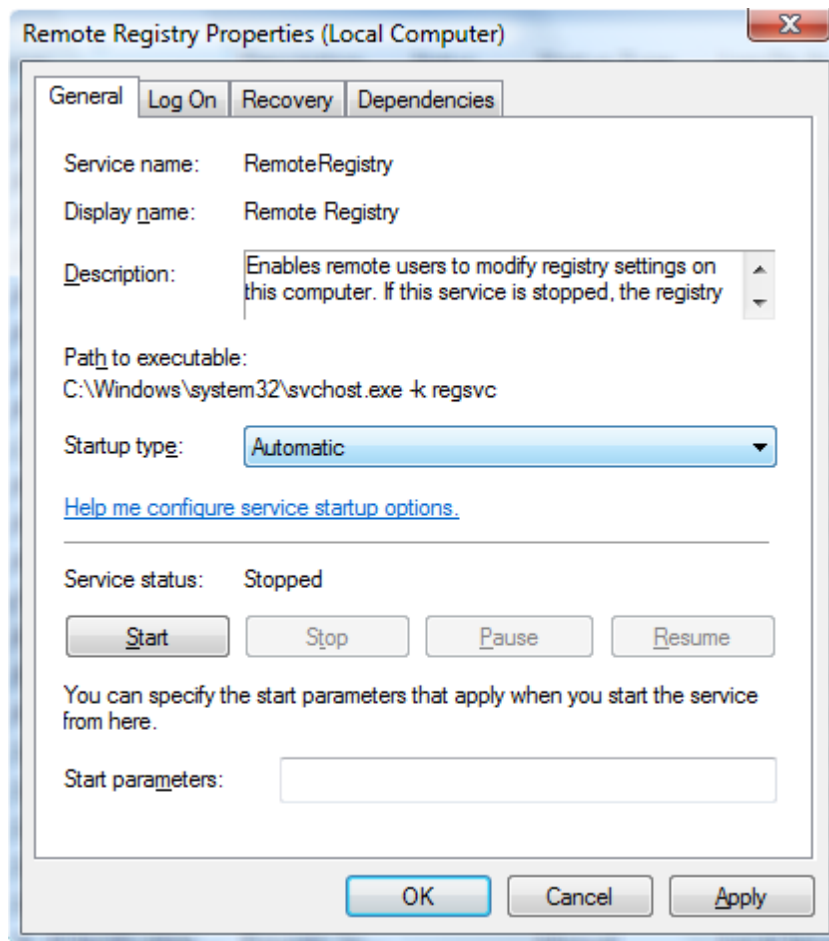 Remote Registry Properties (Local Computer)
General Log On Recovery Dependencies
Service name: RemoteRegistry
Display name: Remote Registry
Description: Enables remote users to modify registry settings on
this computer. If this service is stopped, the registry
Path to executable:
C:\Windows\system32\svchost.exe -k regsvc
Startup type: Automatic
Help me configure service startup options.
Service status: Stopped
Start Stop Pause Resume
You can specify the start parameters that apply when you start the service
from here.
Start parameters:
OK Cancel Apply